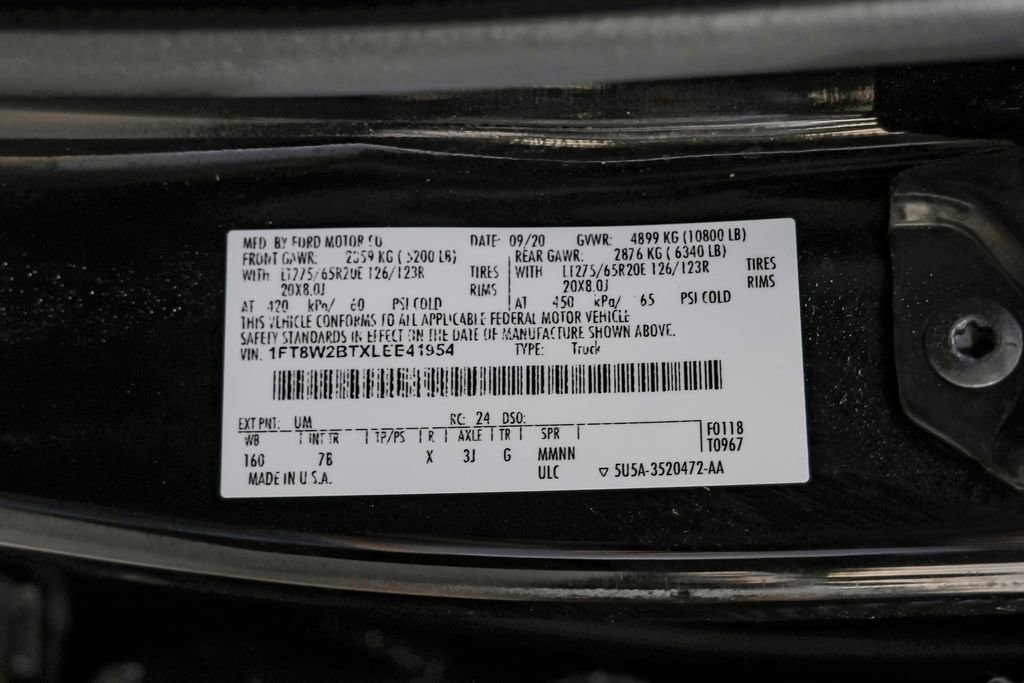 MFD. BY FORD MOTOR CO. DATE: 09/20 GVWR: 4899 KG (10800 LB)
FRONT GAWR: 2359 KG ( 5200 LB) REAR GAWR: 2876 KG ( 6340 LB)
WITH LT275/65R20E 126/123R TIRES WITH LT275/65R20E 126/123R TIRES
20X8.0J RIMS 20X8.0J RIMS
AT 420 kPa/ 60 PSI COLD AT 450 kPa/ 65 PSI COLD
THIS VEHICLE CONFORMS TO ALL APPLICABLE FEDERAL MOTOR VEHICLE
SAFETY STANDARDS IN EFFECT ON THE DATE OF MANUFACTURE SHOWN ABOVE.
VIN: 1FT8W2BTXLEE41954 TYPE: Truck
EXT PNT: UM RC: 24 DSO:
WB INT TR TP/PS R AXLE TR SPR F0118
160 7B X 3J G MMNN T0967
ULC ▽ 5U5A-3520472-AA
MADE IN U.S.A.